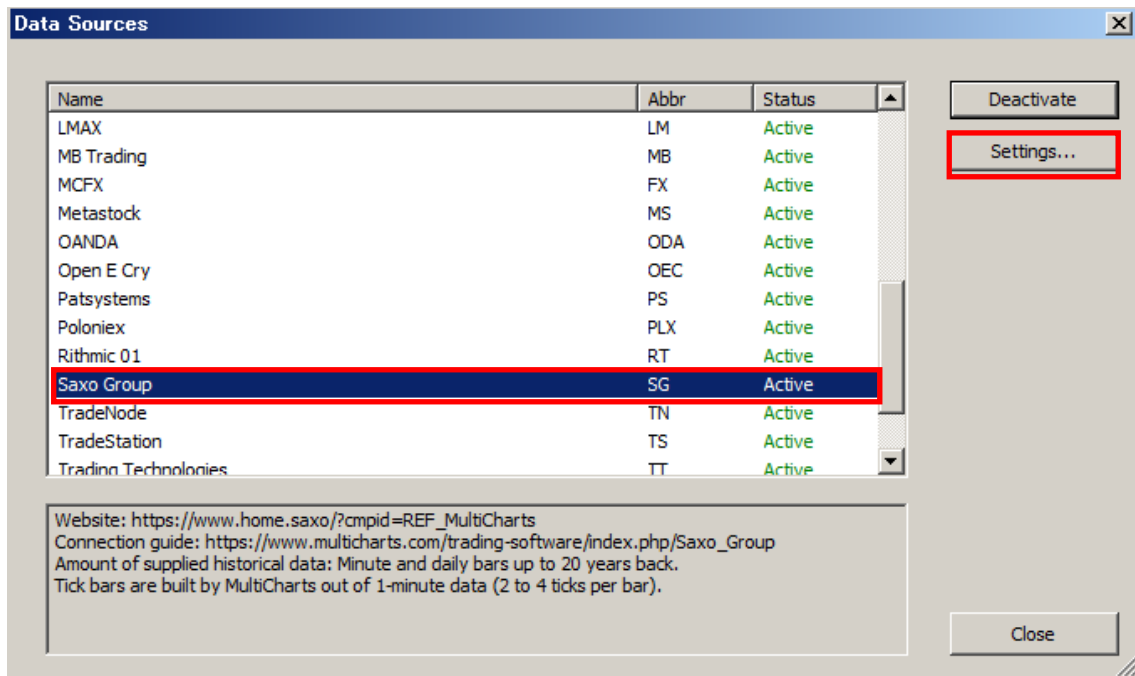 Data Sources
Name Abbr Status
LMAX LM Active
MB Trading MB Active
MCFX FX Active
Metastock MS Active
OANDA ODA Active
Open E Cry OEC Active
Patsystems PS Active
Poloniex PLX Active
Rithmic 01 RT Active
Saxo Group SG Active
TradeNode TN Active
TradeStation TS Active
Trading Technologies TT Active
Deactivate
Settings...
Website: https://www.home.saxo/?cmpid=REF_MultiCharts
Connection guide: https://www.multicharts.com/trading-software/index.php/Saxo_Group
Amount of supplied historical data: Minute and daily bars up to 20 years back.
Tick bars are built by MultiCharts out of 1-minute data (2 to 4 ticks per bar).
Close